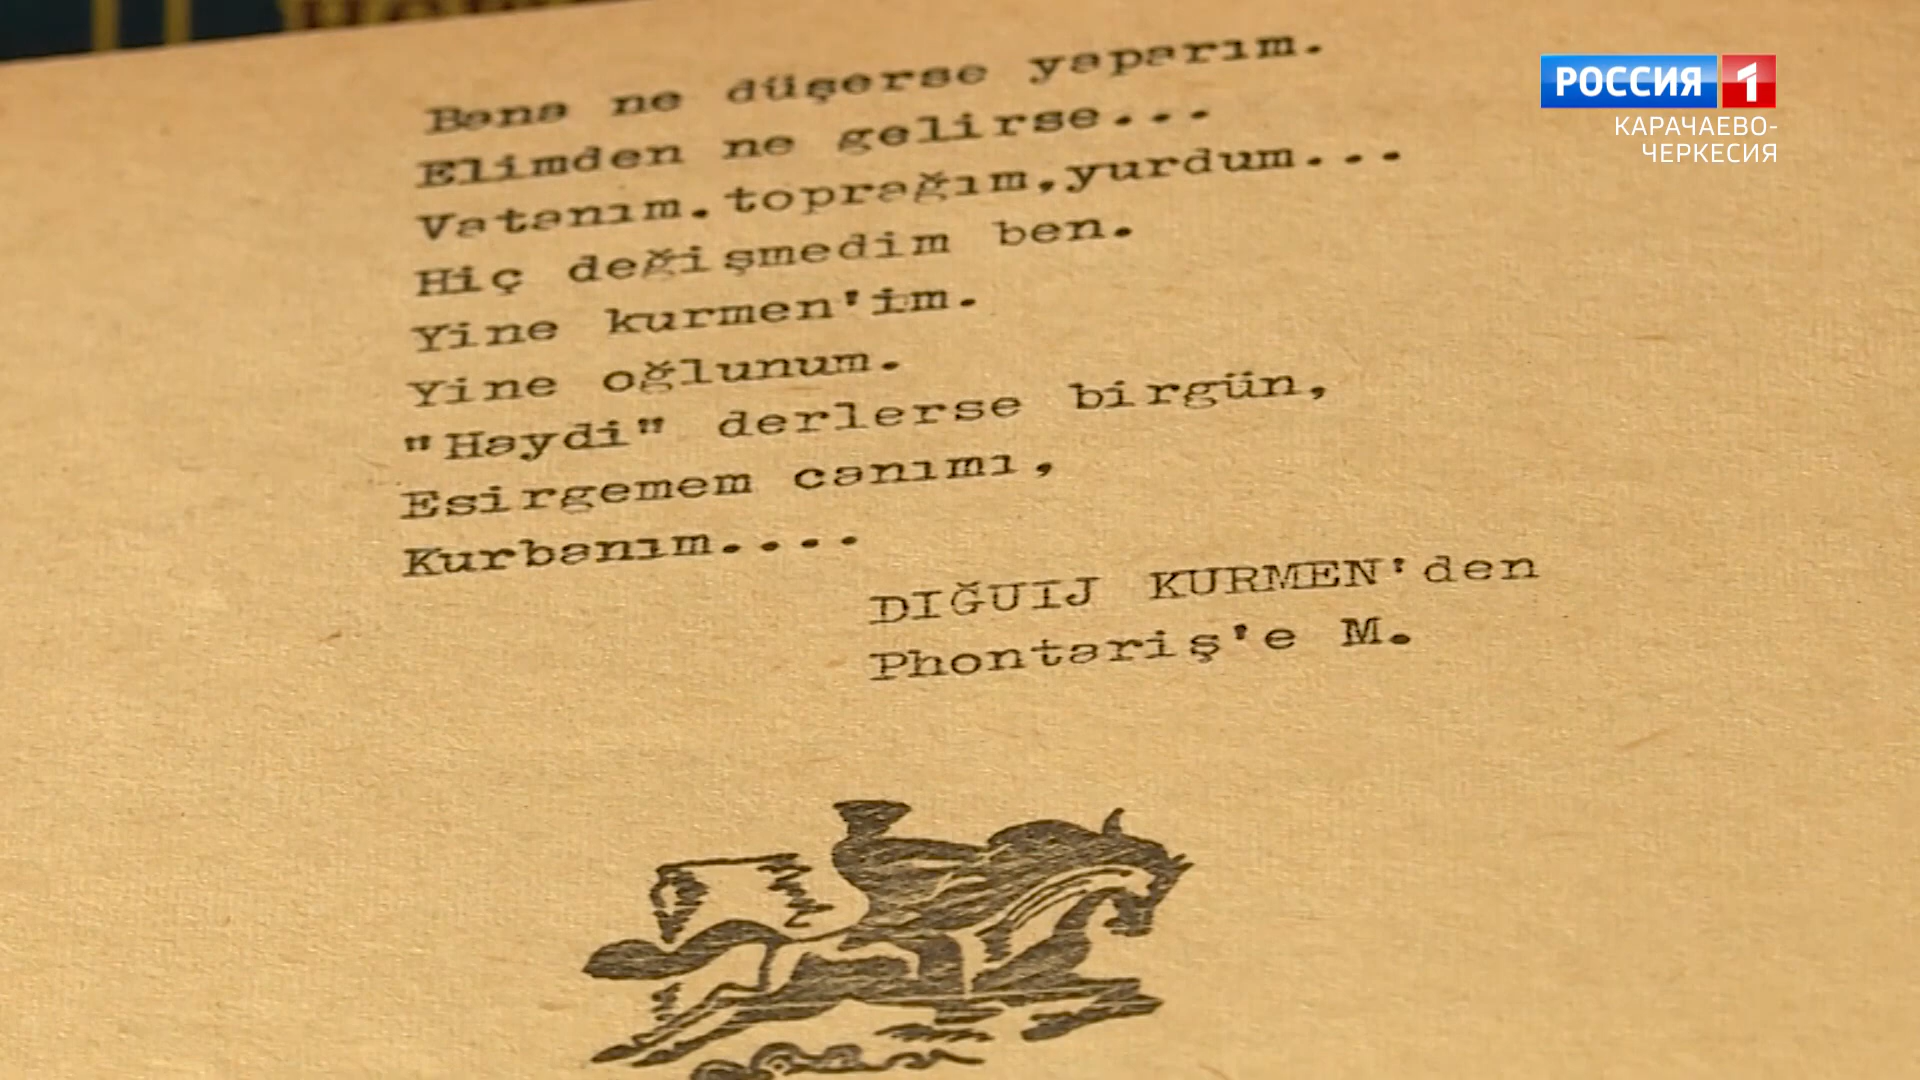 Bana ne düşerse yaparım.
Elimden ne gelirse...
Vatanım.toprağım,yurdum...
Hiç değişmedim ben.
Yine kurmen'im.
Yine oğlunum.
"Haydi" derlerse birgün,
Esirgemem canımı,
Kurbanım....
DIĞUIJ KURMEN'den
Phontariş'e M.
РОССИЯ 1
КАРАЧАЕВО-
ЧЕРКЕСИЯ